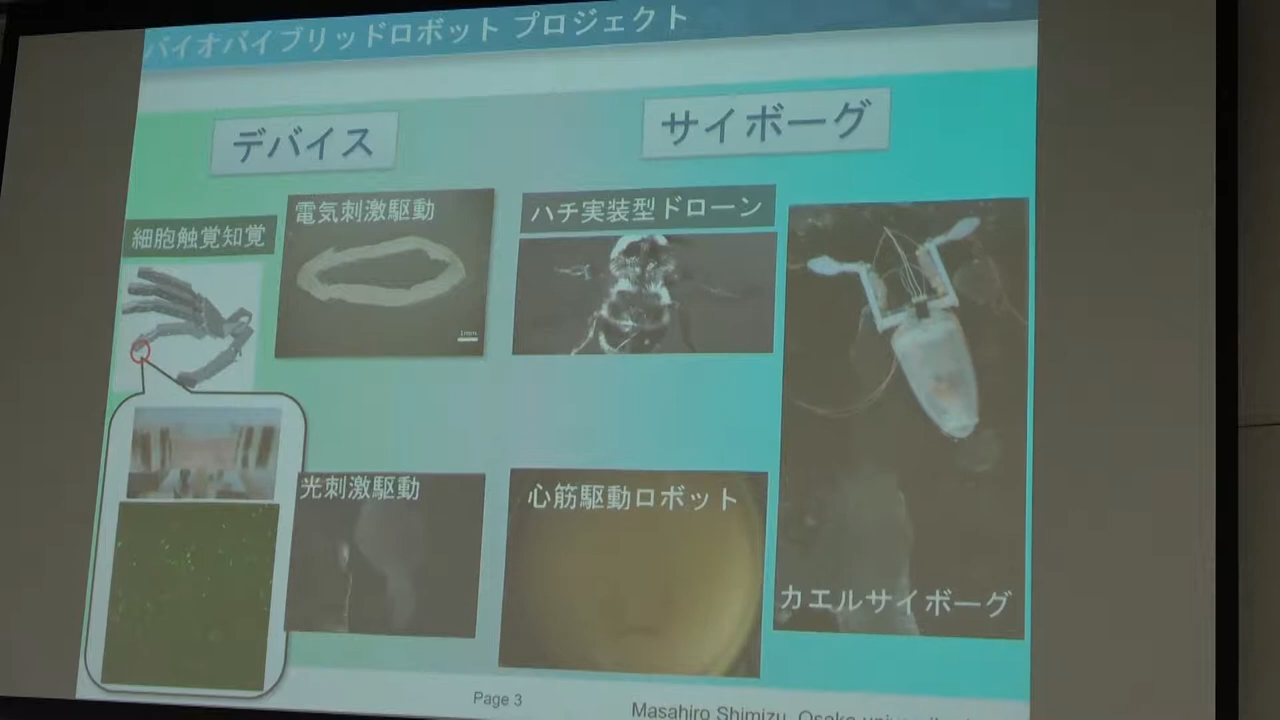 バイオバイブリッドロボット プロジェクト
デバイス
サイボーグ
細胞触覚知覚
電気刺激駆動
1mm
ハチ実装型ドローン
光刺激駆動
心筋駆動ロボット
カエルサイボーグ
Page 3
Masahiro Shimizu, Osaka